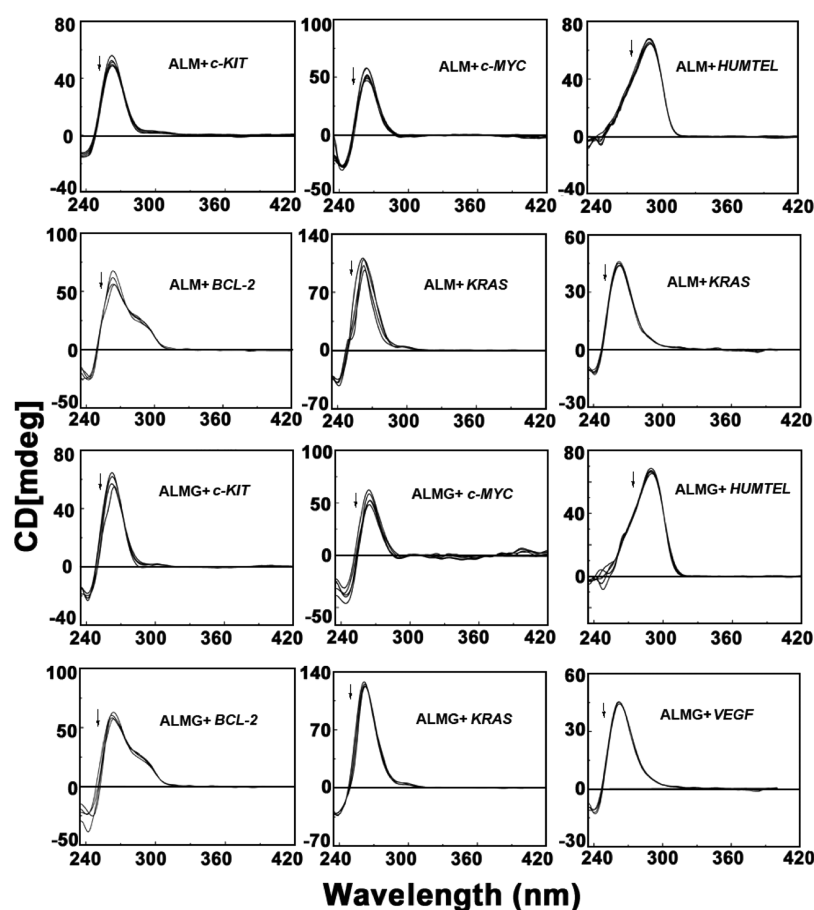 80
40
0
-40
240 300 360 420
ALM+c-KIT
100
50
0
-50
240 300 360 420
ALM+c-MYC
80
40
0
-40
240 300 360 420
ALM+HUMTEL
100
50
0
-50
240 300 360 420
ALM+BCL-2
140
70
0
-70
240 300 360 420
ALM+KRAS
60
30
0
-30
240 300 360 420
ALM+KRAS
CD[mdeg]
80
40
0
-40
240 300 360 420
ALMG+c-KIT
100
50
0
-50
240 300 360 420
ALMG+ c-MYC
80
40
0
240 300 360 420
ALMG+HUMTEL
100
50
0
-50
240 300 360 420
ALMG+ BCL-2
140
70
0
-70
240 300 360 420
ALMG+ KRAS
60
30
0
-30
240 300 360 420
ALMG+VEGF
Wavelength (nm)